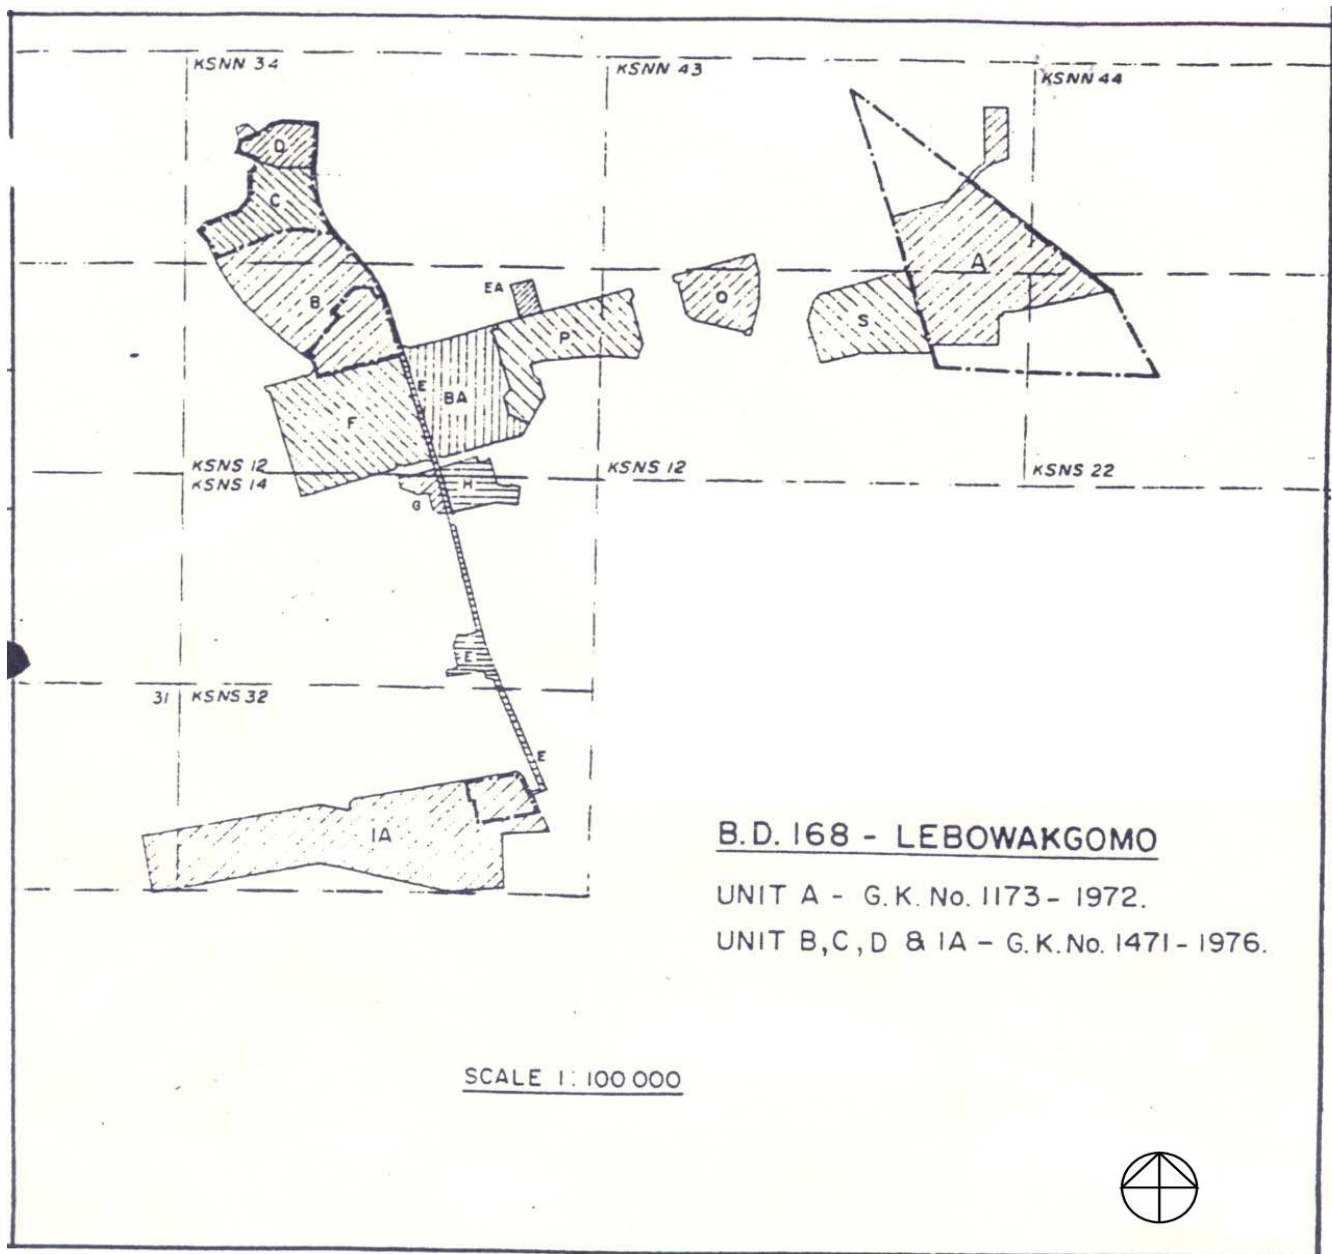 KSNN 34
KSNN 43
KSNN 44
D
C
B
EA
P
Q
S
A
E
BA
F
KSNS 12
KSNS 14
KSNS 12
KSNS 22
H
G
E
31
KSNS 32
E
IA
B.D. 168 - LEBOWAKGOMO
UNIT A - G.K. No. 1173 - 1972.
UNIT B, C, D & IA - G.K. No. 1471 - 1976.
SCALE 1 : 100 000